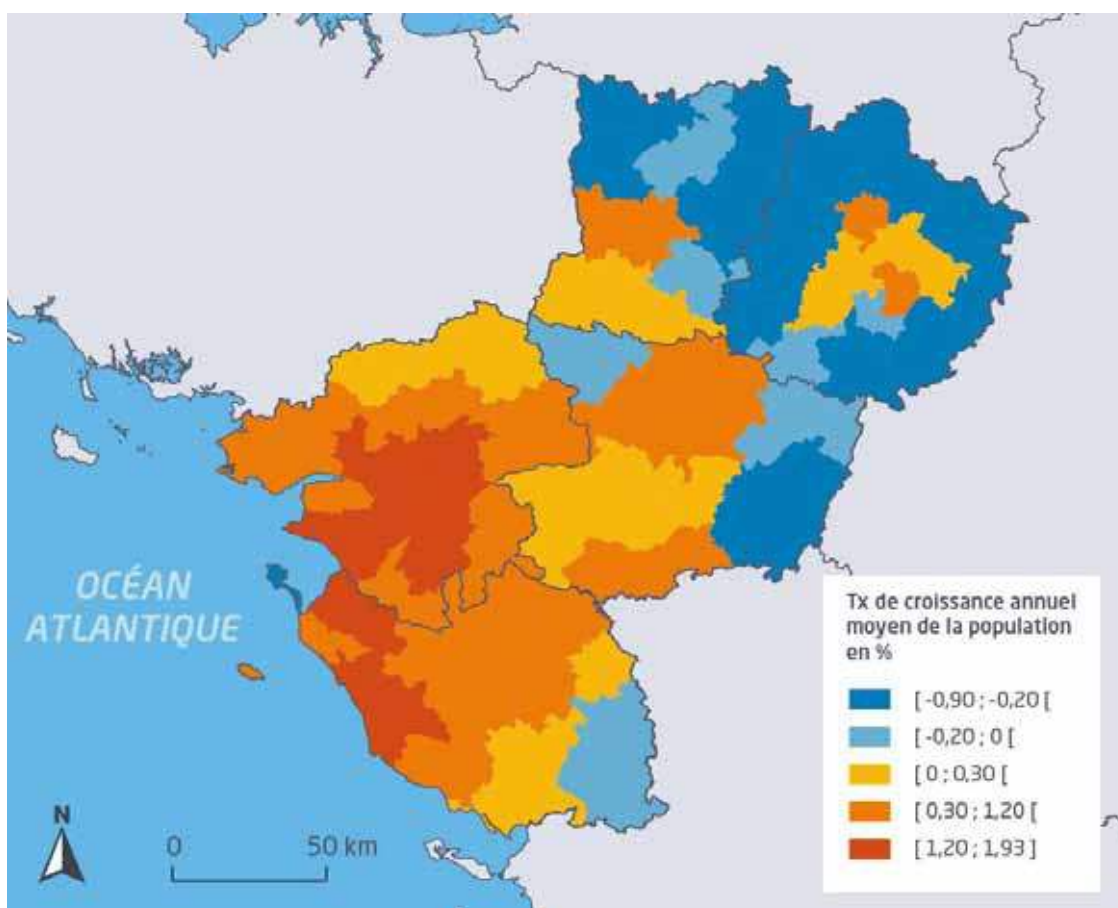 OCÉAN
ATLANTIQUE
N
0 50 km
Tx de croissance annuel
moyen de la population
en %
[ -0,90 ; -0,20 [
[ -0,20 ; 0 [
[ 0 ; 0,30 [
[ 0,30 ; 1,20 [
[ 1,20 ; 1,93 ]